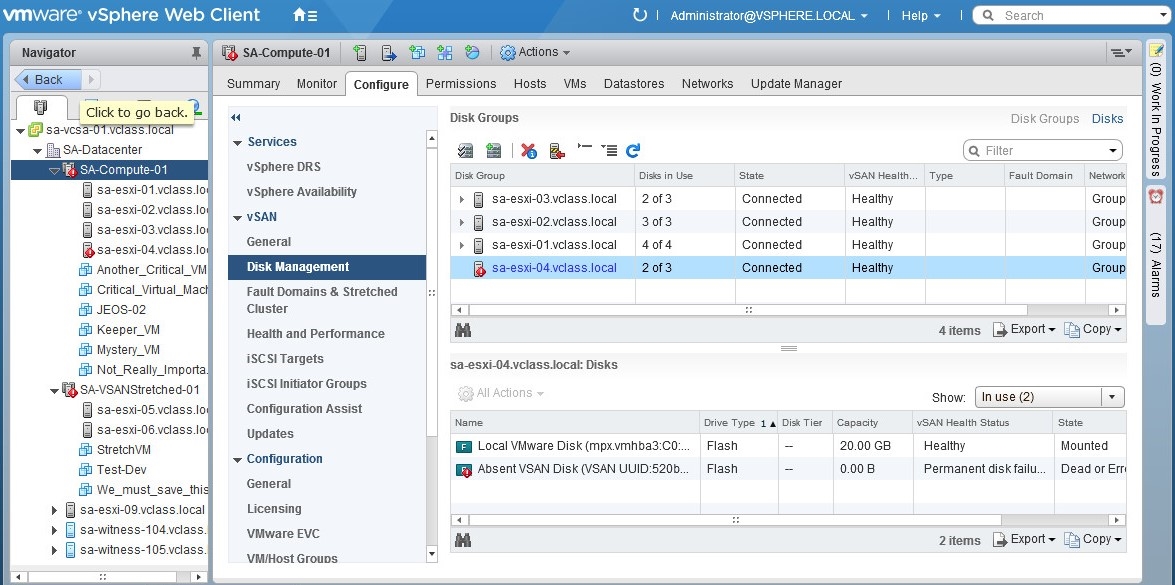 vmware® vSphere Web Client
Administrator@VSPHERE.LOCAL
Help
Search
Navigator
Back
Click to go back.
sa-vcsa-01.vclass.local
SA-Datacenter
SA-Compute-01
sa-esxi-01.vclass.lo
sa-esxi-02.vclass.lo
sa-esxi-03.vclass.lo
sa-esxi-04.vclass.lo
Another_Critical_VM
Critical_Virtual_Mach
JEOS-02
Keeper_VM
Mystery_VM
Not_Really_Importa
SA-VSANStretched-01
sa-esxi-05.vclass.lo
sa-esxi-06.vclass.lo
StretchVM
Test-Dev
We_must_save_this
sa-esxi-09.vclass.local
sa-witness-104.vclass.
sa-witness-105.vclass.
SA-Compute-01
Actions
Summary Monitor Configure Permissions Hosts VMs Datastores Networks Update Manager
Services
vSphere DRS
vSphere Availability
vSAN
General
Disk Management
Fault Domains & Stretched
Cluster
Health and Performance
iSCSI Targets
iSCSI Initiator Groups
Configuration Assist
Updates
Configuration
General
Licensing
VMware EVC
VM/Host Groups
Disk Groups
Disk Groups Disks
Filter
Disk Group Disks in Use State vSAN Health... Type Fault Domain Network
sa-esxi-03.vclass.local 2 of 3 Connected Healthy Group
sa-esxi-02.vclass.local 3 of 3 Connected Healthy Group
sa-esxi-01.vclass.local 4 of 4 Connected Healthy Group
sa-esxi-04.vclass.local 2 of 3 Connected Healthy Group
4 items Export Copy
sa-esxi-04.vclass.local: Disks
All Actions
Show: In use (2)
Name Drive Type 1 Disk Tier Capacity vSAN Health Status State
Local VMware Disk (mpx.vmhba3:C0:... Flash -- 20.00 GB Healthy Mounted
Absent VSAN Disk (VSAN UUID:520b... Flash -- 0.00 B Permanent disk failu... Dead or Erro
2 items Export Copy
(0) Work In Progress
(17) Alarms